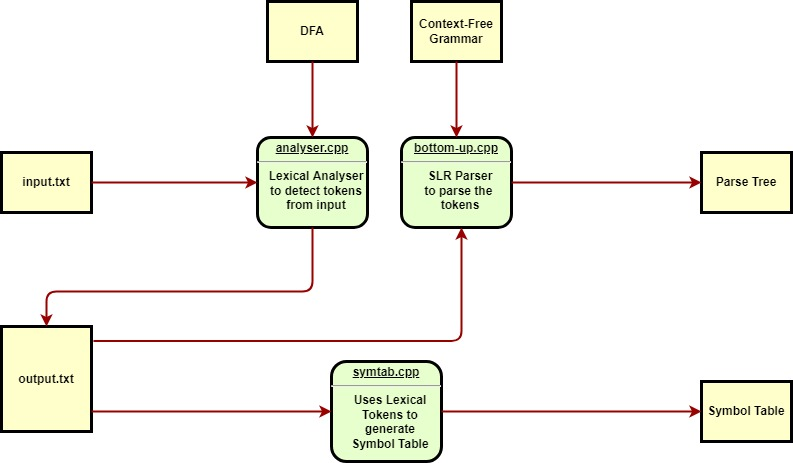 DFA
Context-Free
Grammar
analyser.cpp
Lexical Analyser
to detect tokens
from input
bottom-up.cpp
SLR Parser
to parse the
tokens
input.txt
Parse Tree
output.txt
symtab.cpp
Uses Lexical
Tokens to
generate
Symbol Table
Symbol Table